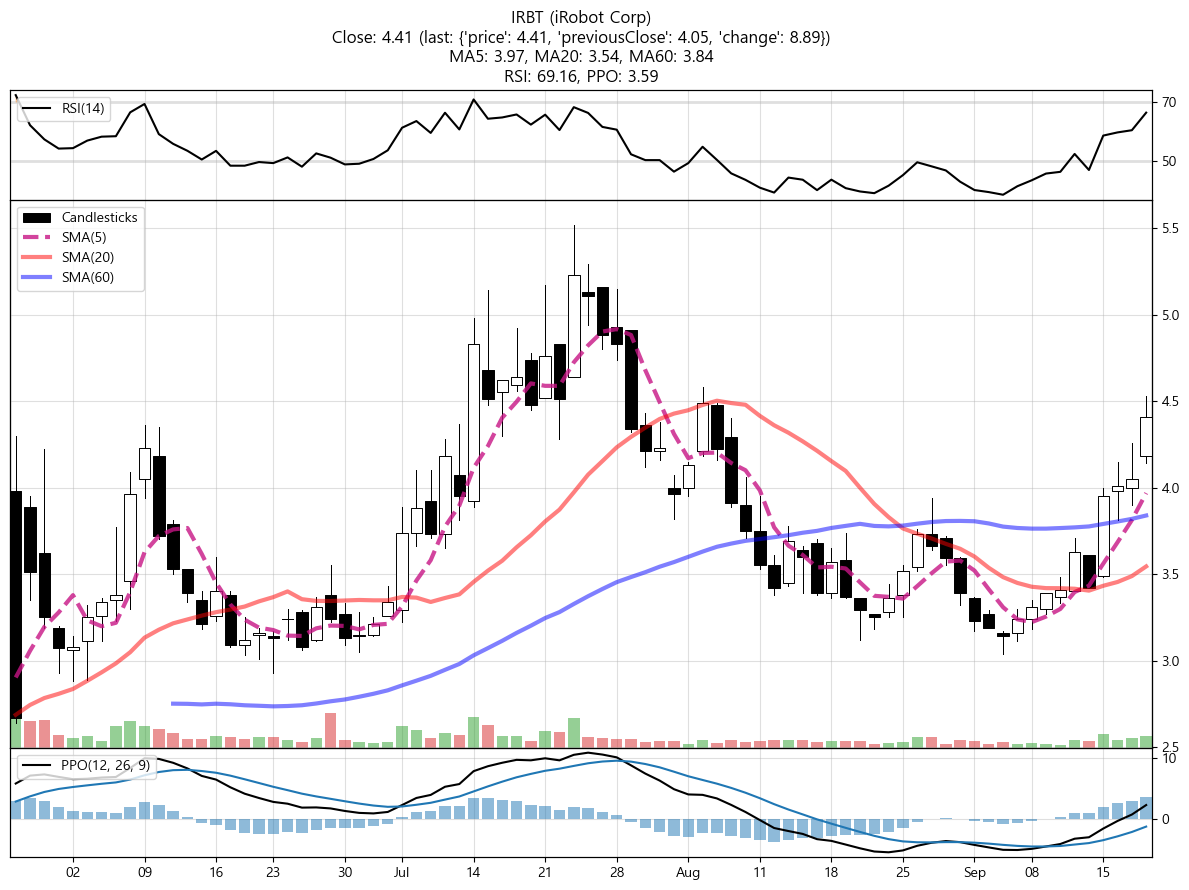 IRBT (iRobot Corp)
Close: 4.41 (last: {'price': 4.41, 'previousClose': 4.05, 'change': 8.89})
MA5: 3.97, MA20: 3.54, MA60: 3.84
RSI: 69.16, PPO: 3.59
RSI(14)
70
50
Candlesticks
SMA(5)
SMA(20)
SMA(60)
5.5
5.0
4.5
4.0
3.5
3.0
2.5
PPO(12, 26, 9)
10
0
02 09 16 23 30 Jul 14 21 28 Aug 11 18 25 Sep 08 15